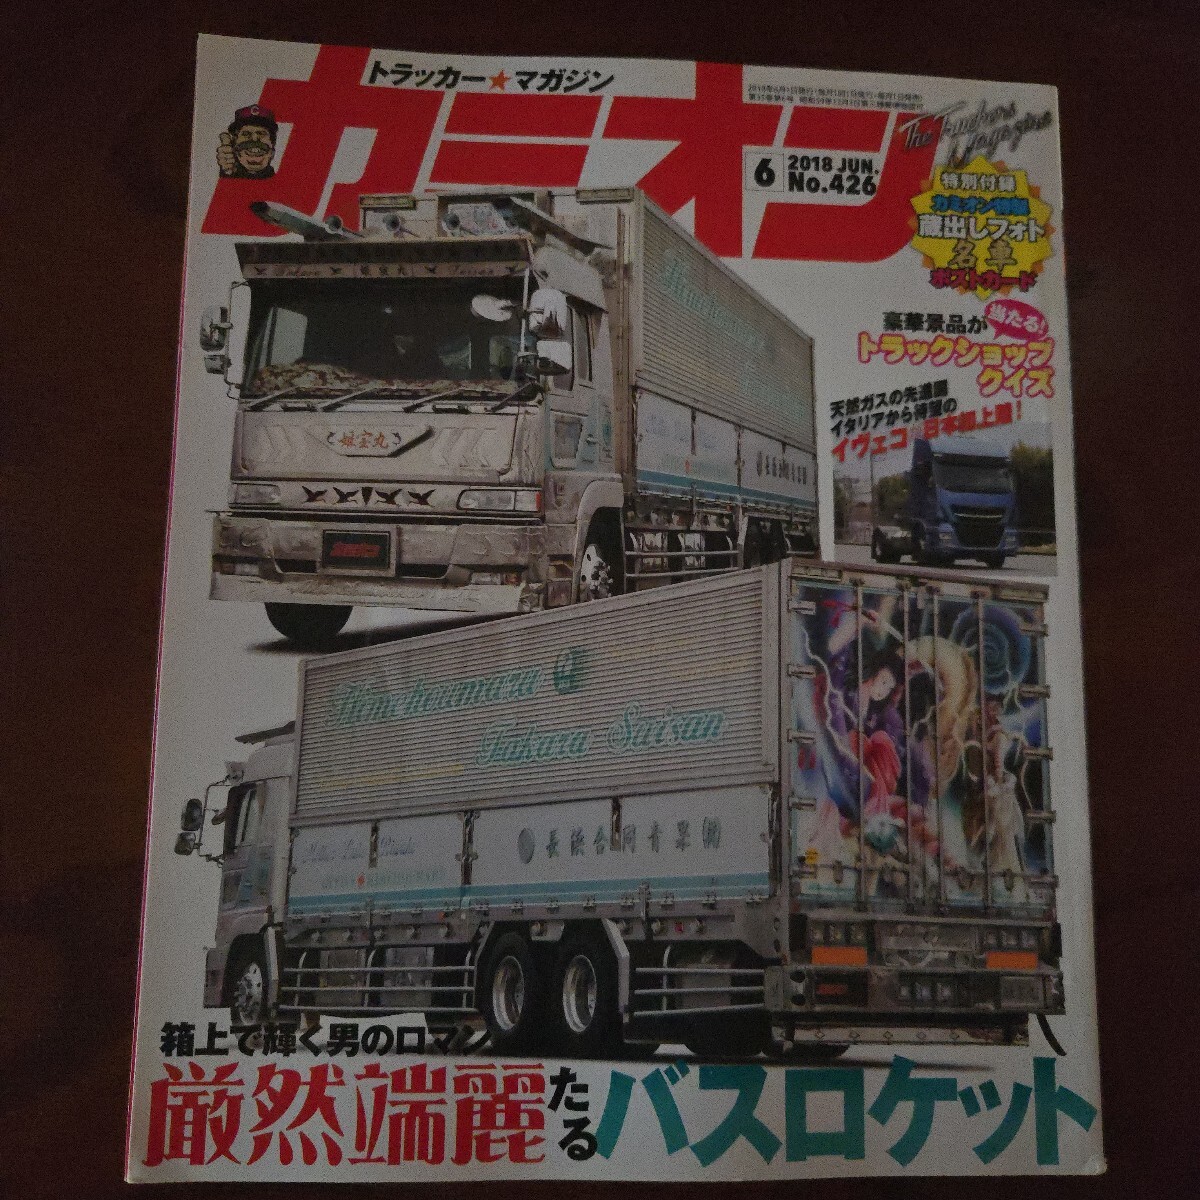 トラッカー★マガジン
カミオン
The Truckers Magazine
6
2018 JUN.
No.426
特別付録
カミオン特製
蔵出しフォト
名車
ポストカード
豪華景品が
当たる!
トラックショップ
クイズ
天然ガスの先進国
イタリアから待望の
イヴェコが日本初上陸!
姫宝丸
Himehoumaru
Takara Suisan
長浜合同青果㈱
箱上で輝く男のロマン
厳然端麗たるバスロケット